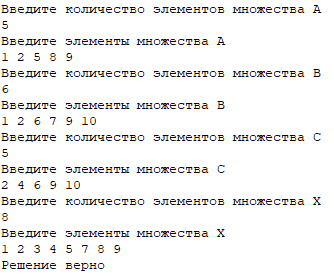 Введите количество элементов множества A
5
Введите элементы множества A
1 2 5 8 9
Введите количество элементов множества B
6
Введите элементы множества B
1 2 6 7 9 10
Введите количество элементов множества C
5
Введите элементы множества C
2 4 6 9 10
Введите количество элементов множества X
8
Введите элементы множества X
1 2 3 4 5 7 8 9
Решение верно